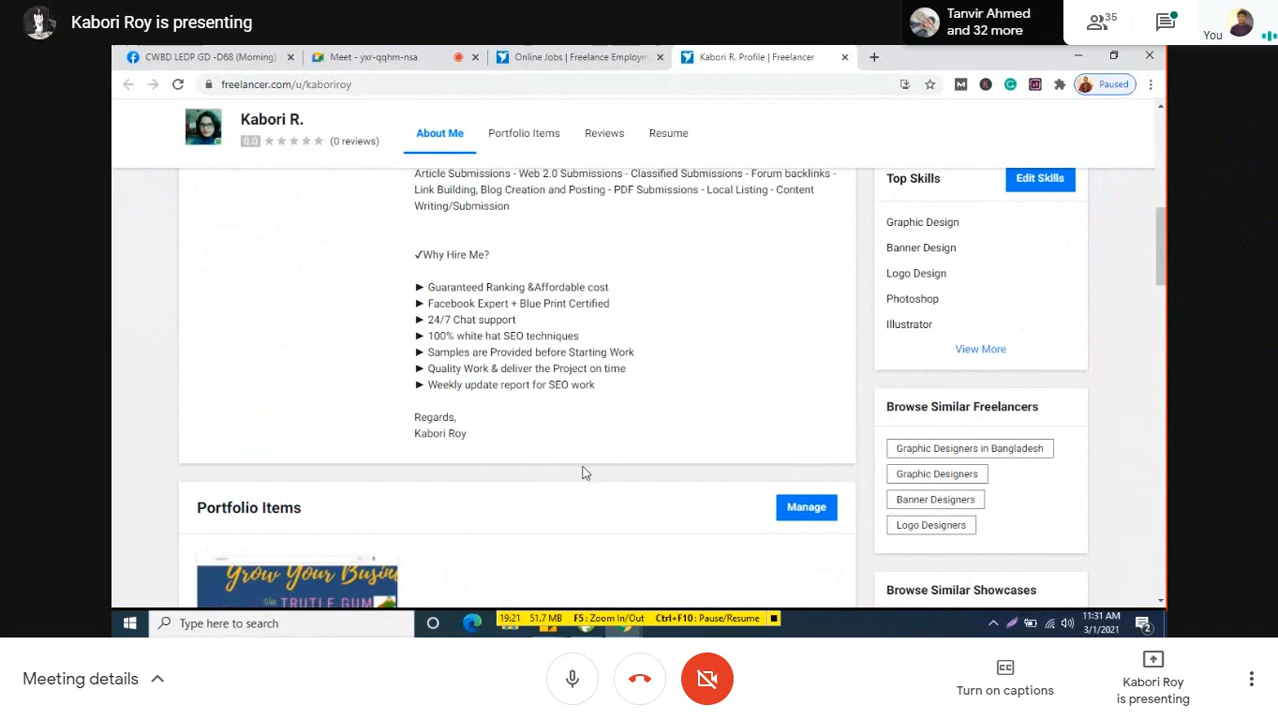 Kabori Roy is presenting
Tanvir Ahmed
and 32 more
35
You
CWBD LEDP GD -D68 (Morning)
Meet - yxr-qqhm-nsa
Online Jobs | Freelance Employm
Kabori R. Profile | Freelancer
freelancer.com/u/kaboriroy
Paused
Kabori R.
0.0 (0 reviews)
About Me
Portfolio Items
Reviews
Resume
Article Submissions - Web 2.0 Submissions - Classified Submissions - Forum backlinks -
Link Building, Blog Creation and Posting - PDF Submissions - Local Listing - Content
Writing/Submission
✓Why Hire Me?
► Guaranteed Ranking &Affordable cost
► Facebook Expert + Blue Print Certified
► 24/7 Chat support
► 100% white hat SEO techniques
► Samples are Provided before Starting Work
► Quality Work & deliver the Project on time
► Weekly update report for SEO work
Regards,
Kabori Roy
Top Skills
Edit Skills
Graphic Design
Banner Design
Logo Design
Photoshop
Illustrator
View More
Browse Similar Freelancers
Graphic Designers in Bangladesh
Graphic Designers
Banner Designers
Logo Designers
Browse Similar Showcases
Portfolio Items
Manage
Grow Your Busin
The TRUTLE GUM
Type here to search
19:21 51.7 MB F5: Zoom In/Out Ctrl+F10: Pause/Resume
11:31 AM
3/1/2021
2
Meeting details
Turn on captions
Kabori Roy
is presenting